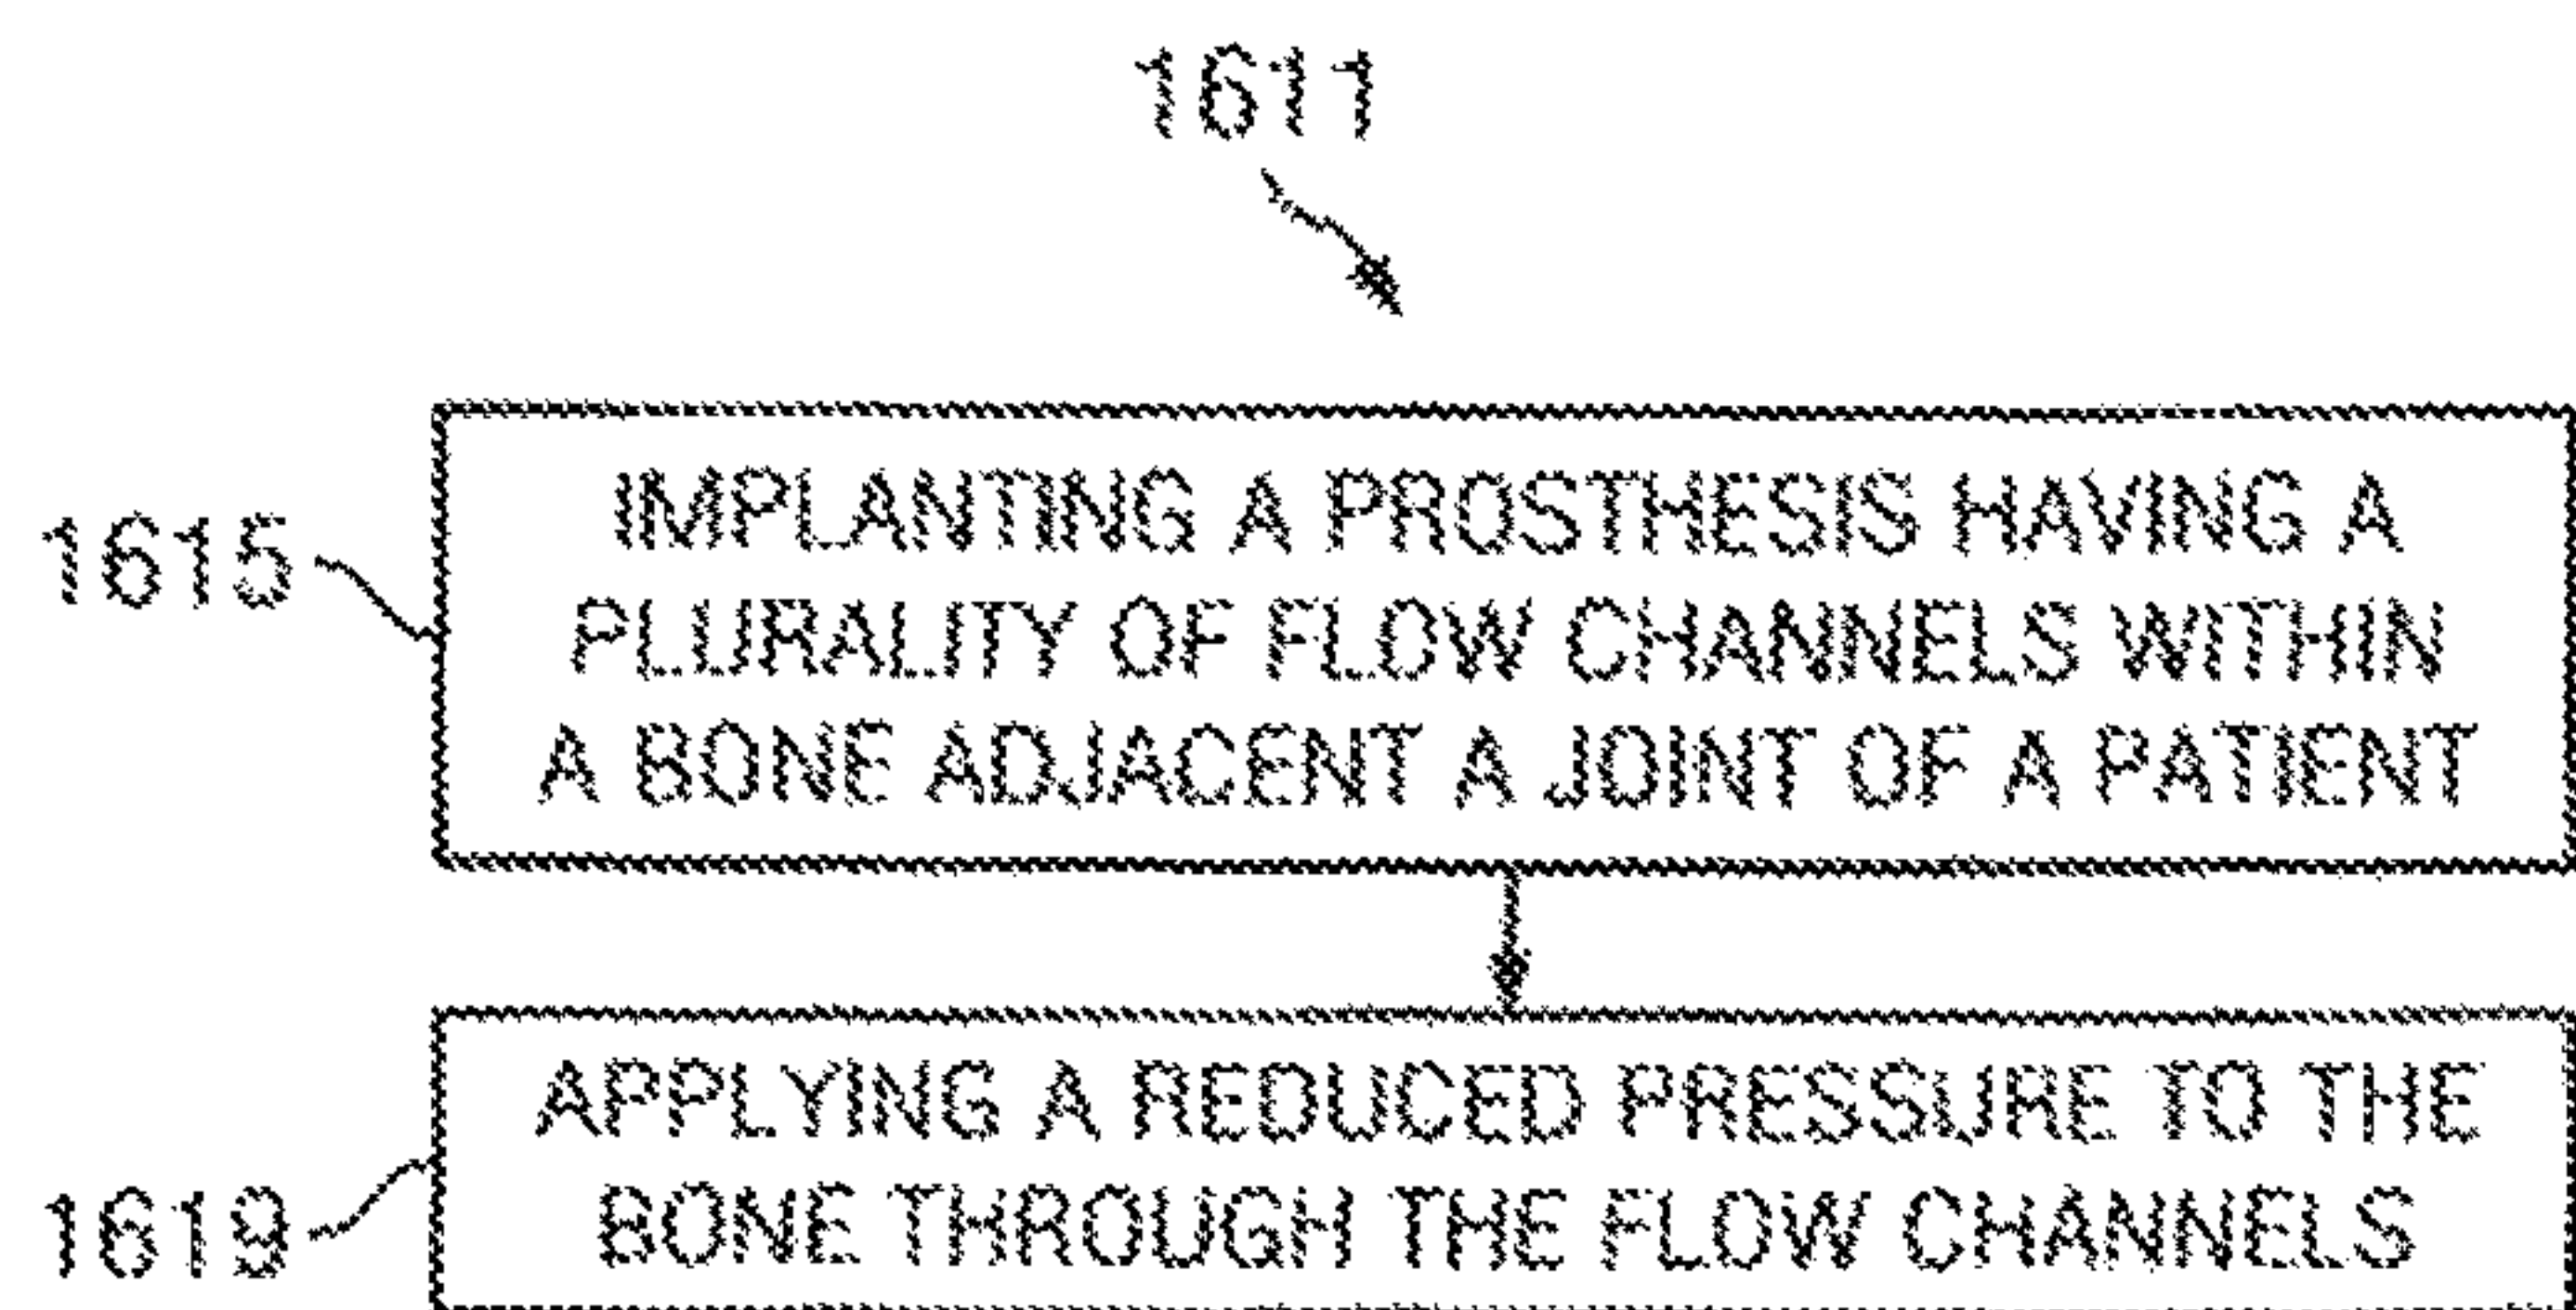 1611
1615
IMPLANTING A PROSTHESIS HAVING A
PLURALITY OF FLOW CHANNELS WITHIN
A BONE ADJACENT A JOINT OF A PATIENT
1619
APPLYING A REDUCED PRESSURE TO THE
BONE THROUGH THE FLOW CHANNELS